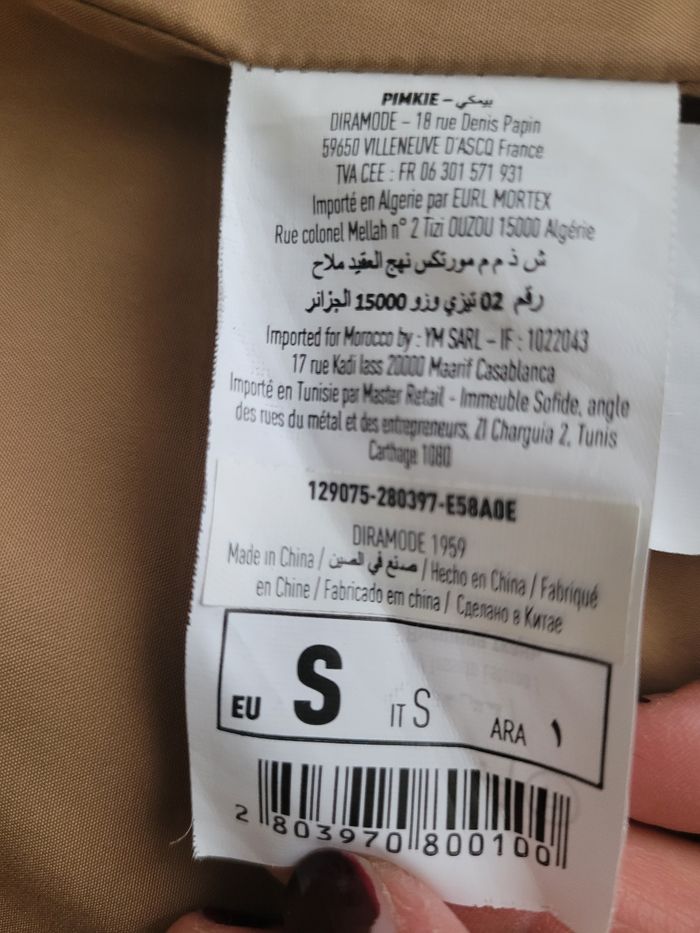 PIMKIE – بيمكي
DIRAMODE – 18 rue Denis Papin
59650 VILLENEUVE D'ASCQ France
TVA CEE : FR 06 301 571 931
Importé en Algerie par EURL MORTEX
Rue colonel Mellah n° 2 Tizi OUZOU 15000 Algérie
ش ذ م م مورتكس نهج العقيد ملاح
رقم 02 تيزي وزو 15000 الجزائر
Imported for Morocco by : YM SARL – IF : 1022043
17 rue Kadi Iass 20000 Maarif Casablanca
Importé en Tunisie par Master Retail - Immeuble Sofide, angle
des rues du métal et des entrepreneurs, ZI Charguia 2, Tunis
Carthage 1080
129075-280397-E58A0E
DIRAMODE 1959
Made in China / صنع في الصين / Hecho en China / Fabriqué
en Chine / Fabricado em china / Сделано в Китае
EU S IT S ARA ١
2 803970 800100